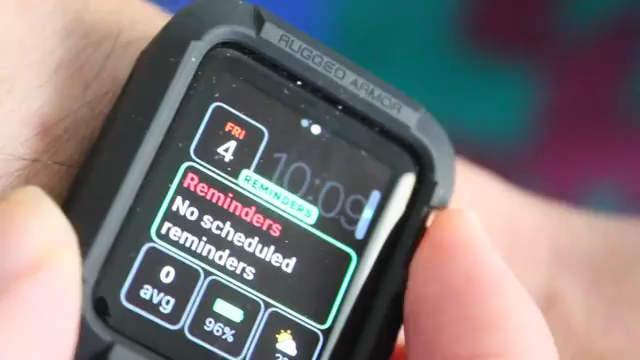 RUGGED ARMOR
FRI
4
10:09
REMINDERS
Reminders
No scheduled
reminders
0
avg
96%